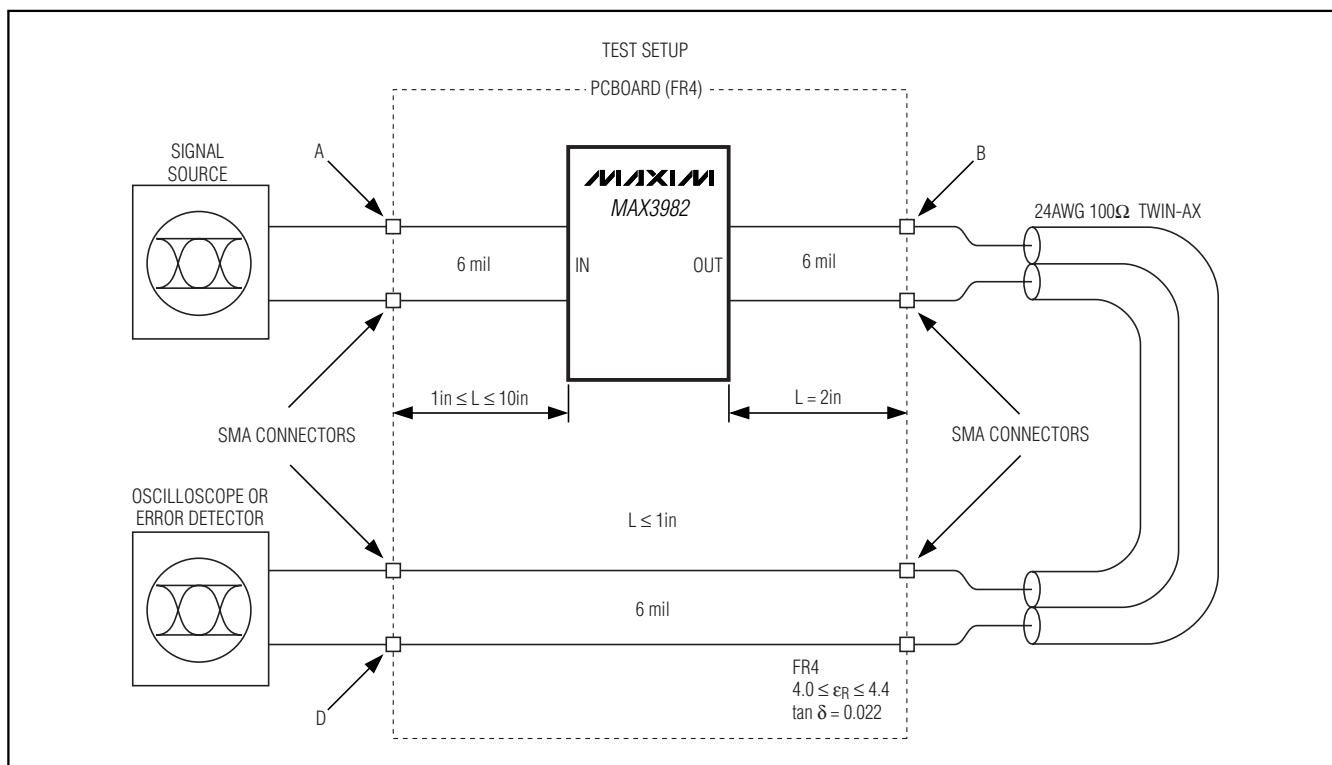 TEST SETUP
PCBOARD (FR4)
SIGNAL
SOURCE
A
B
MAXIM
MAX3982
24AWG 100Ω TWIN-AX
6 mil
IN
OUT
6 mil
1in ≤ L ≤ 10in
L = 2in
SMA CONNECTORS
SMA CONNECTORS
OSCILLOSCOPE OR
ERROR DETECTOR
L ≤ 1in
6 mil
D
FR4
4.0 ≤ εR ≤ 4.4
tan δ = 0.022